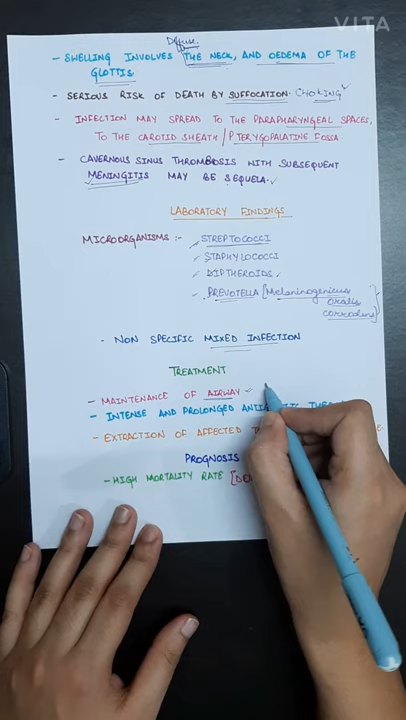 VITA
Diffuse
- SWELLING INVOLVES THE NECK, AND OEDEMA OF THE
GLOTTIS.
- SERIOUS RISK OF DEATH BY SUFFOCATION. CHOKING
- INFECTION MAY SPREAD TO THE PARAPHARYNGEAL SPACES,
TO THE CAROTID SHEATH / PTERYGOPALATINE FOSSA.
- CAVERNOUS SINUS THROMBOSIS WITH SUBSEQUENT
MENINGITIS MAY BE SEQUELA.
LABORATORY FINDINGS
MICROORGANISMS :- STREPTOCOCCI
STAPHYLOCOCCI
DIPTHEROIDS.
PREVOTELLA [Melaninogenicus
oralis
corrodens]
- NON SPECIFIC MIXED INFECTION
TREATMENT
- MAINTENANCE OF AIRWAY -
- INTENSE AND PROLONGED
- EXTRACTION OF AFFECTED
PROGNOSIS
- HIGH MORTALITY RATE